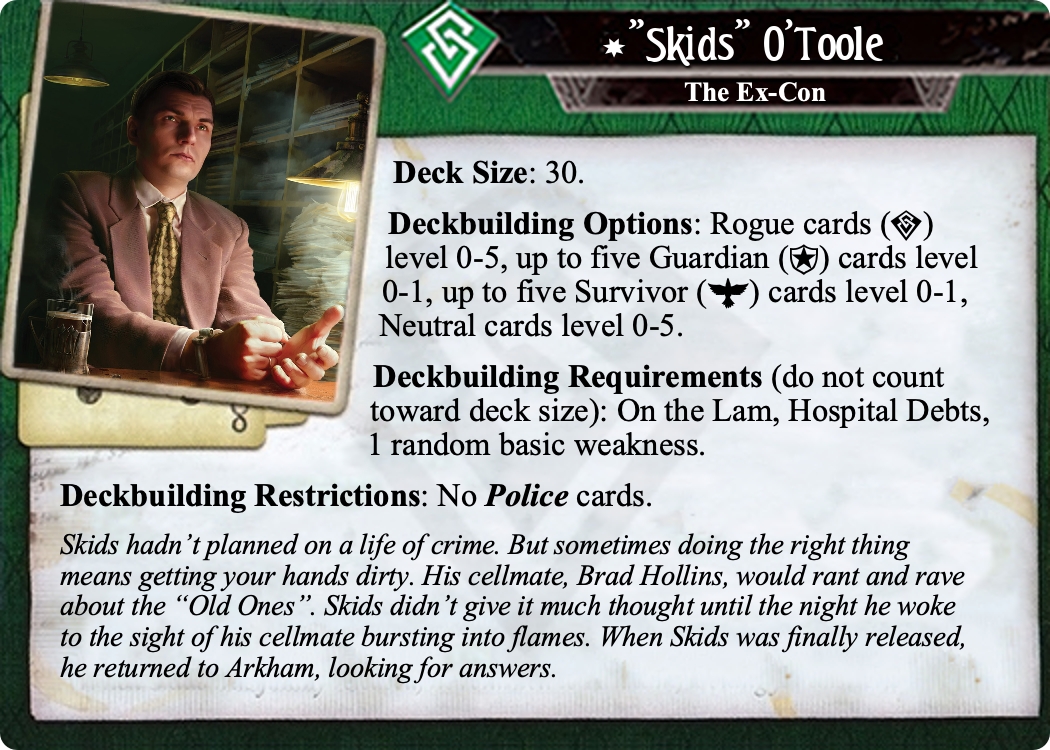 "Skids" O'Toole
The Ex-Con
Deck Size: 30.
Deckbuilding Options: Rogue cards ()
level 0-5, up to five Guardian () cards level
0-1, up to five Survivor () cards level 0-1,
Neutral cards level 0-5.
Deckbuilding Requirements (do not count
toward deck size): On the Lam, Hospital Debts,
1 random basic weakness.
Deckbuilding Restrictions: No Police cards.
Skids hadn't planned on a life of crime. But sometimes doing the right thing
means getting your hands dirty. His cellmate, Brad Hollins, would rant and rave
about the “Old Ones”. Skids didn't give it much thought until the night he woke
to the sight of his cellmate bursting into flames. When Skids was finally released,
he returned to Arkham, looking for answers.
8